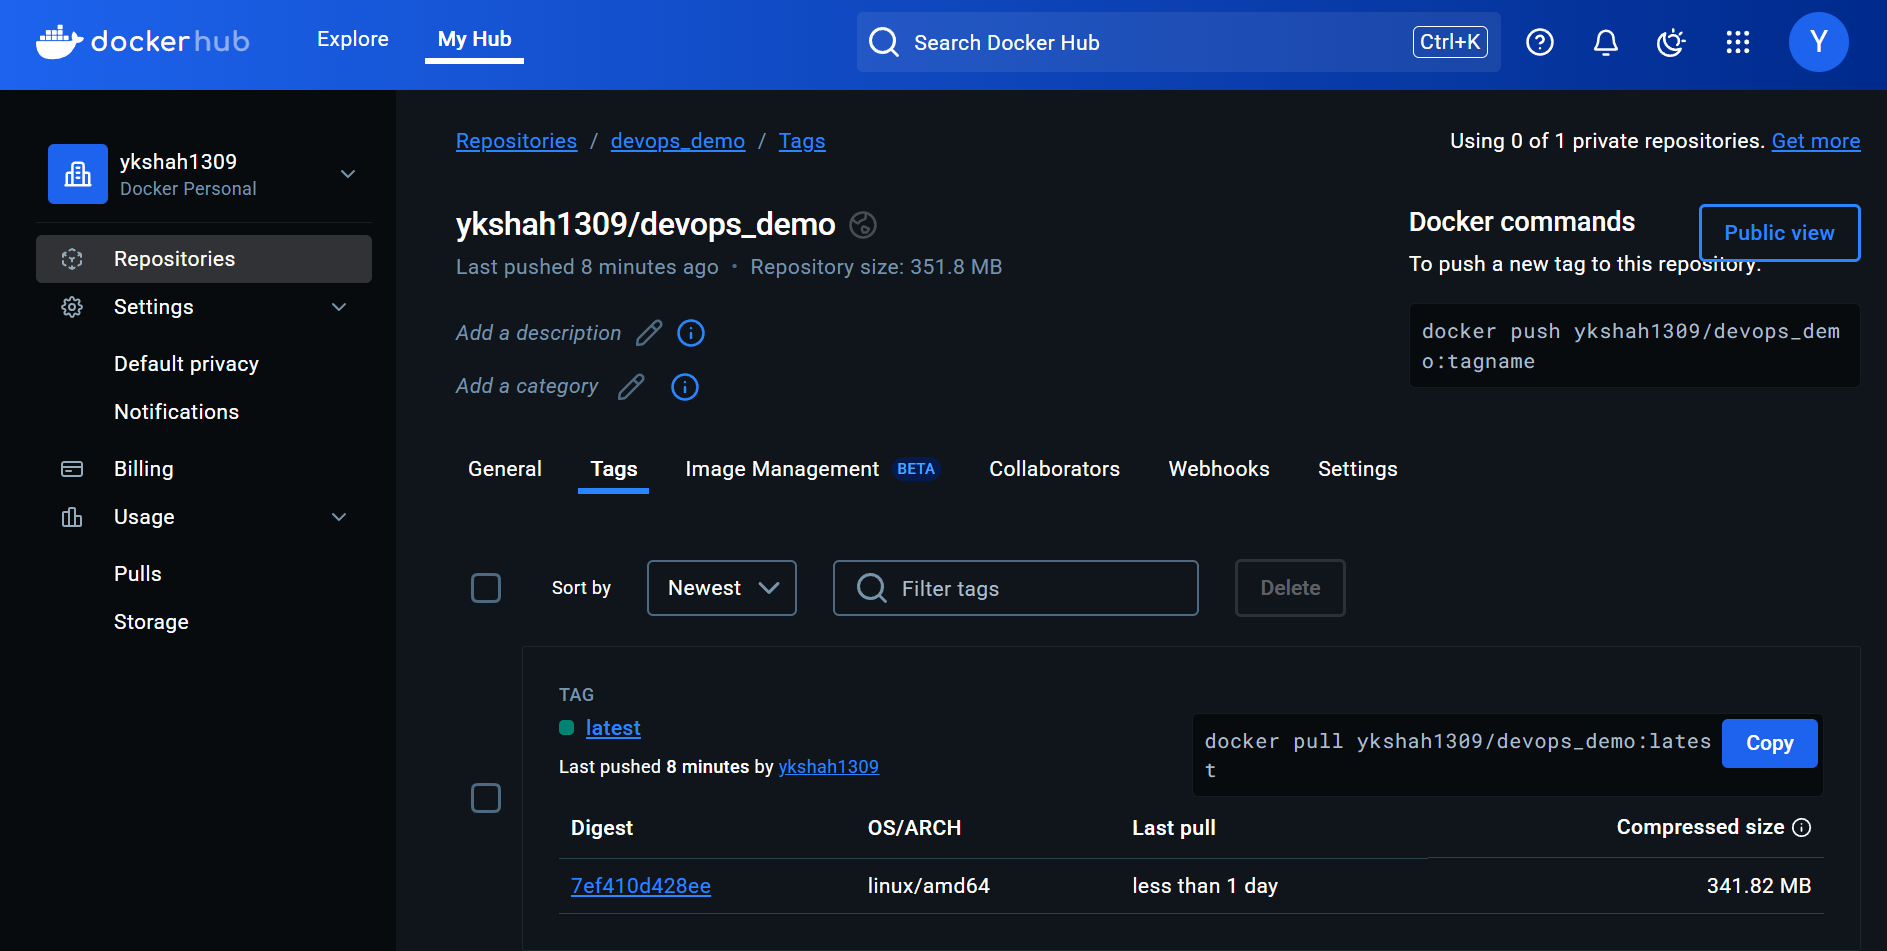 docker hub
Explore
My Hub
Search Docker Hub
Ctrl+K
Y
ykshah1309
Docker Personal
Repositories
Settings
Default privacy
Notifications
Billing
Usage
Pulls
Storage
Repositories / devops_demo / Tags
Using 0 of 1 private repositories. Get more
ykshah1309/devops_demo
Last pushed 8 minutes ago • Repository size: 351.8 MB
Add a description
Add a category
Docker commands
Public view
To push a new tag to this repository:
docker push ykshah1309/devops_dem
o:tagname
General
Tags
Image Management BETA
Collaborators
Webhooks
Settings
Sort by
Newest
Filter tags
Delete
TAG
latest
Last pushed 8 minutes by ykshah1309
docker pull ykshah1309/devops_demo:lates
t
Copy
Digest OS/ARCH Last pull Compressed size
7ef410d428ee linux/amd64 less than 1 day 341.82 MB